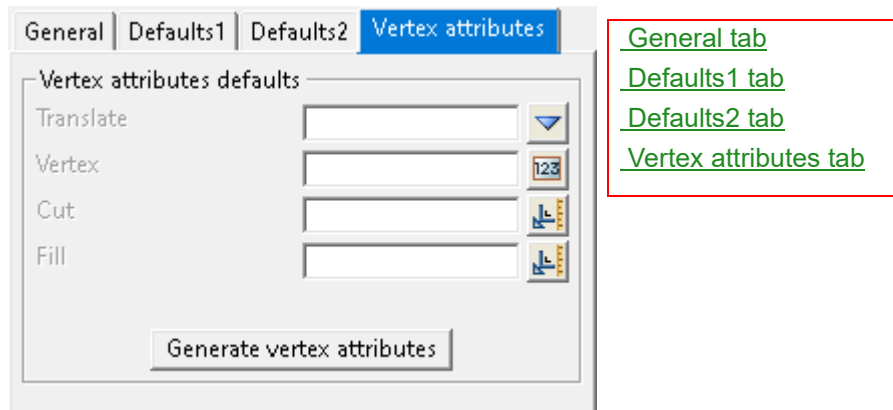 General Defaults1 Defaults2 Vertex attributes
Vertex attributes defaults
Translate
Vertex
123
Cut
Fill
Generate vertex attributes
General tab
Defaults1 tab
Defaults2 tab
Vertex attributes tab